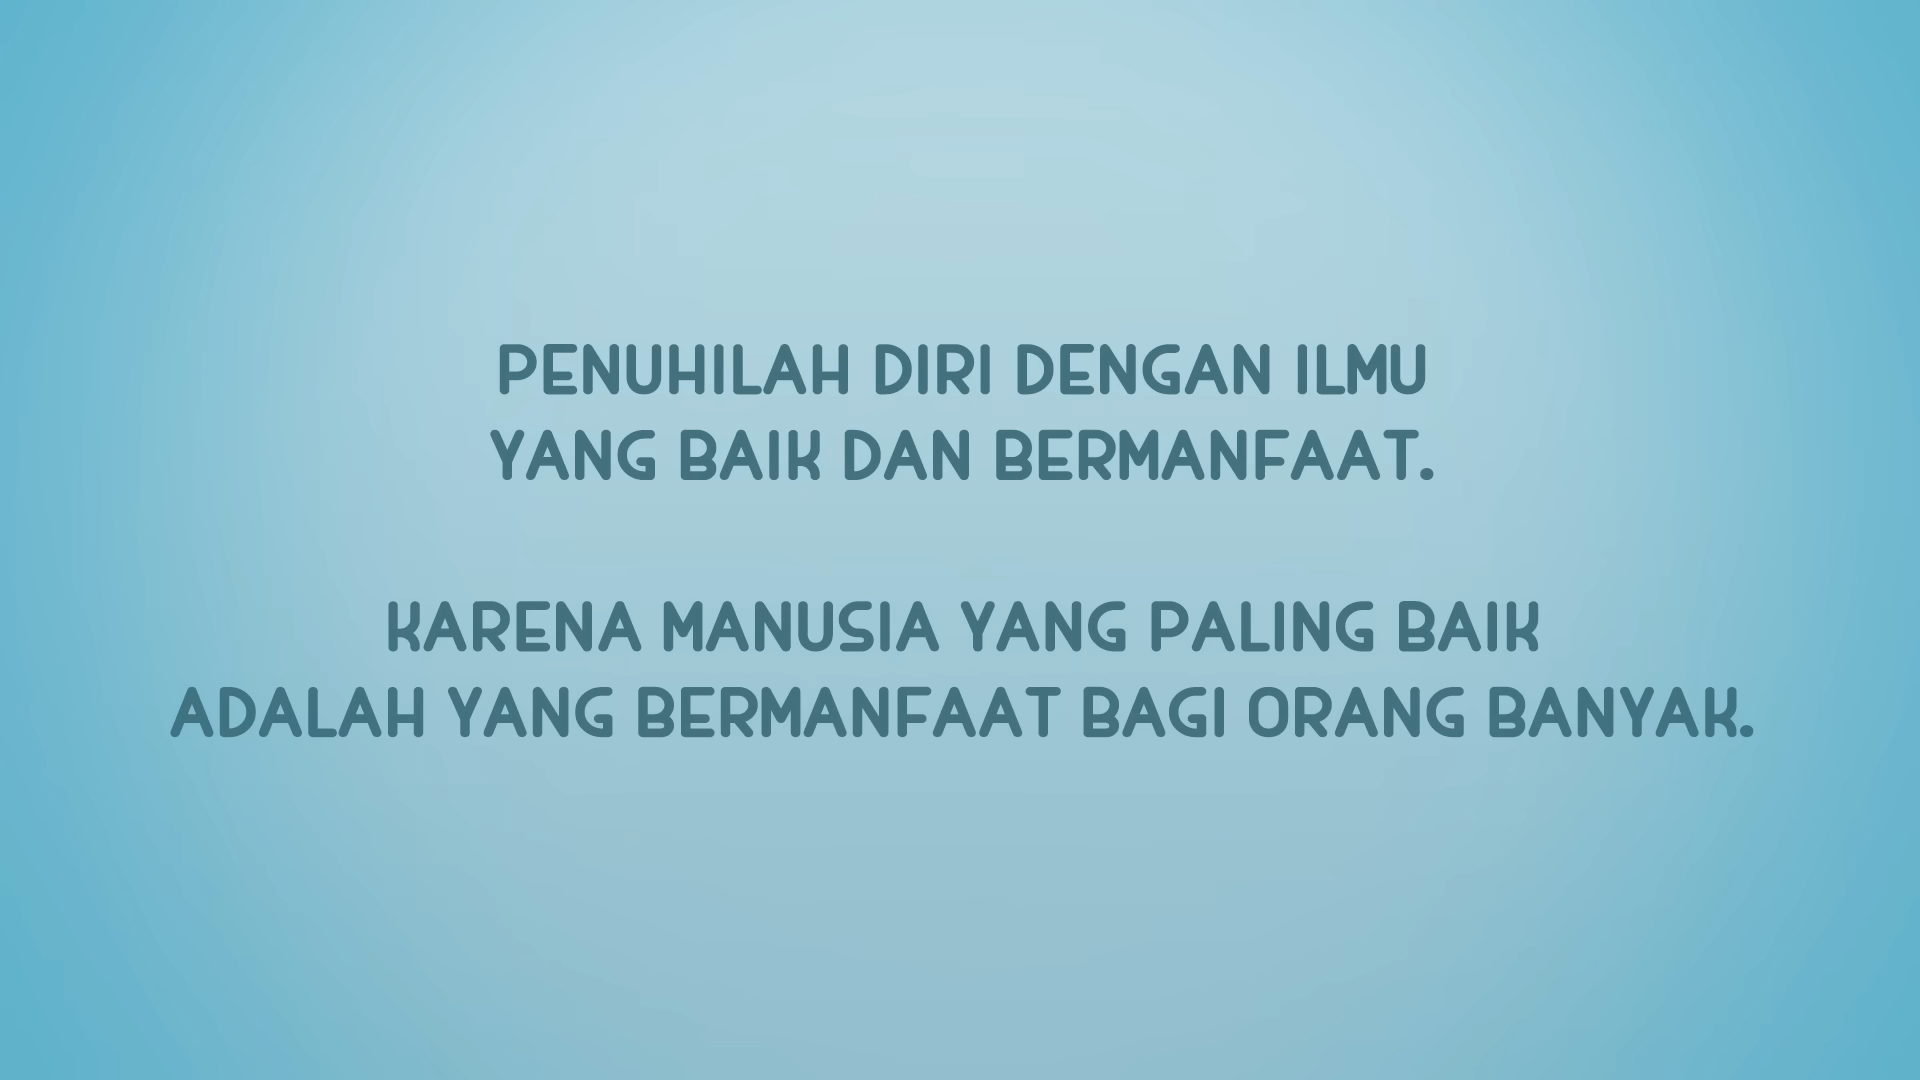 PENUHILAH DIRI DENGAN ILMU
YANG BAIK DAN BERMANFAAT.
KARENA MANUSIA YANG PALING BAIK
ADALAH YANG BERMANFAAT BAGI ORANG BANYAK.